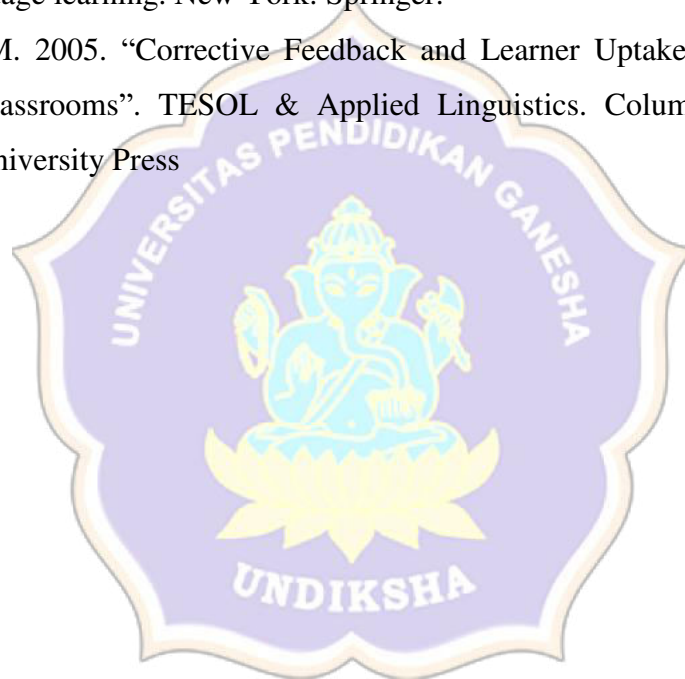 age learning. New York: Springer.
M. 2005. “Corrective Feedback and Learner Uptake
assrooms”. TESOL & Applied Linguistics. Colum
niversity Press
UNIVERSITAS PENDIDIKAN GANESHA
UNDIKSHA